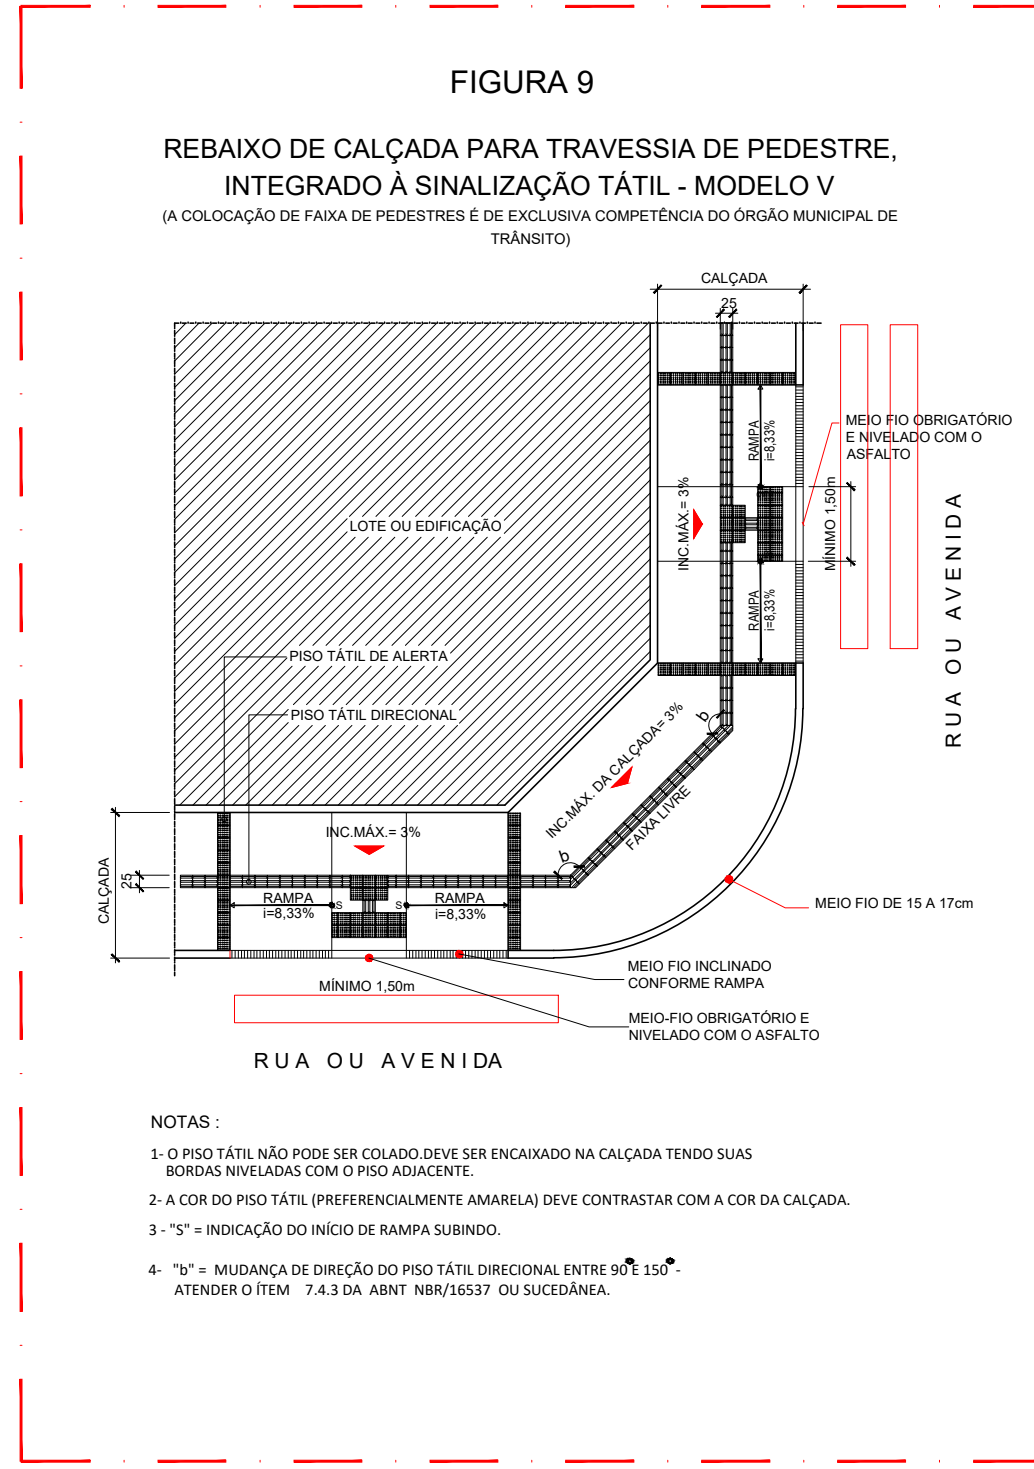 FIGURA 9
REBAIXO DE CALÇADA PARA TRAVESSIA DE PEDESTRE,
INTEGRADO À SINALIZAÇÃO TÁTIL - MODELO V
(A COLOCAÇÃO DE FAIXA DE PEDESTRES É DE EXCLUSIVA COMPETÊNCIA DO ÓRGÃO MUNICIPAL DE
TRÂNSITO)
CALÇADA
25
MEIO FIO OBRIGATÓRIO
E NIVELADO COM O
ASFALTO
RAMPA
i=8,33%
INC.MÁX.= 3%
MÍNIMO 1,50m
RUA OU AVENIDA
LOTE OU EDIFICAÇÃO
RAMPA
i=8,33%
PISO TÁTIL DE ALERTA
PISO TÁTIL DIRECIONAL
b
INC.MÁX. DA CALÇADA= 3%
FAIXA LIVRE
b
INC.MÁX.= 3%
CALÇADA
25
RAMPA
i=8,33%
S
S
RAMPA
i=8,33%
MEIO FIO DE 15 A 17cm
MEIO FIO INCLINADO
CONFORME RAMPA
MÍNIMO 1,50m
MEIO-FIO OBRIGATÓRIO E
NIVELADO COM O ASFALTO
RUA OU AVENIDA
NOTAS :
1- O PISO TÁTIL NÃO PODE SER COLADO.DEVE SER ENCAIXADO NA CALÇADA TENDO SUAS
BORDAS NIVELADAS COM O PISO ADJACENTE.
2- A COR DO PISO TÁTIL (PREFERENCIALMENTE AMARELA) DEVE CONTRASTAR COM A COR DA CALÇADA.
3 - "S" = INDICAÇÃO DO INÍCIO DE RAMPA SUBINDO.
4- "b" = MUDANÇA DE DIREÇÃO DO PISO TÁTIL DIRECIONAL ENTRE 90° E 150° -
ATENDER O ÍTEM 7.4.3 DA ABNT NBR/16537 OU SUCEDÂNEA.